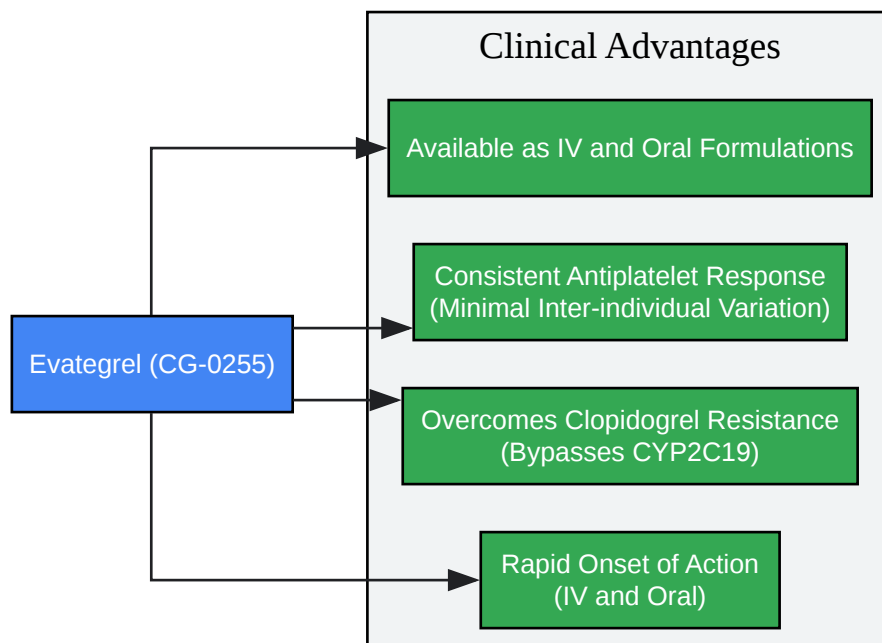 Clinical Advantages
Available as IV and Oral Formulations
Consistent Antiplatelet Response
(Minimal Inter-individual Variation)
Evategrel (CG-0255)
Overcomes Clopidogrel Resistance
(Bypasses CYP2C19)
Rapid Onset of Action
(IV and Oral)